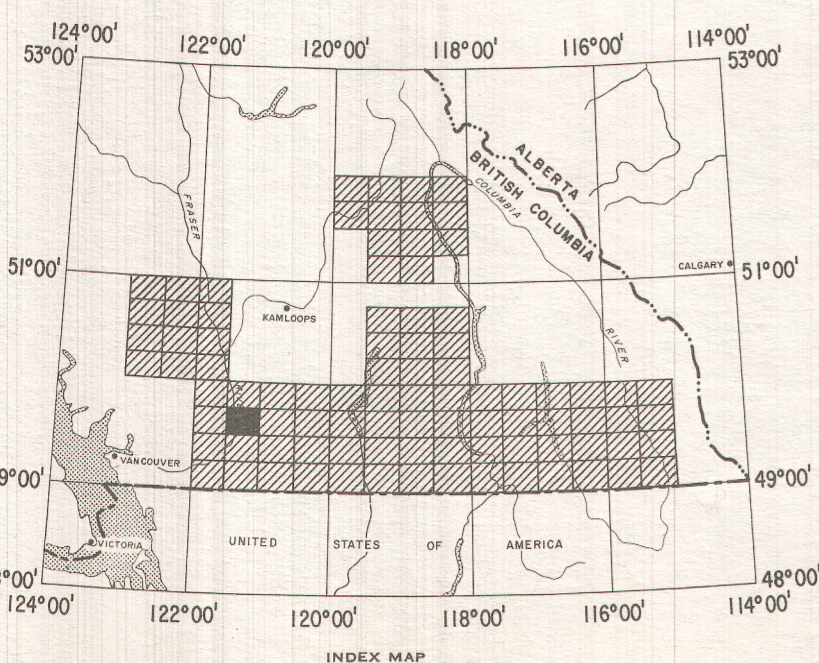 124°00'
122°00'
120°00'
118°00'
116°00'
114°00'
53°00'
53°00'
ALBERTA
BRITISH COLUMBIA
COLUMBIA
FRASER
51°00'
CALGARY
51°00'
KAMLOOPS
RIVER
VANCOUVER
9°00'
49°00'
VICTORIA
UNITED STATES OF AMERICA
8°00'
48°00'
124°00'
122°00'
120°00'
118°00'
116°00'
114°00'
INDEX MAP